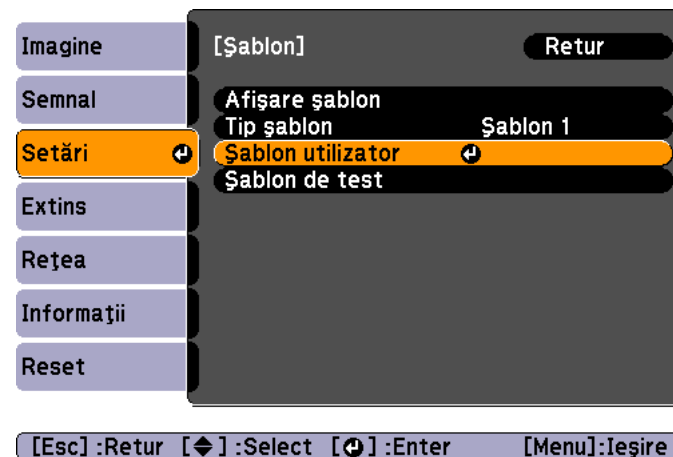 Imagine
Semnal
Setări
Extins
Reţea
Informaţii
Reset
[Şablon] Retur
Afişare şablon
Tip şablon Şablon 1
Şablon utilizator
Şablon de test
[Esc] :Retur [◆] :Select [⏎] :Enter [Menu]:Ieşire